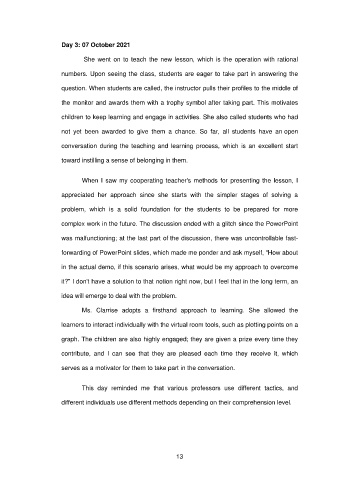 Day 3: 07 October 2021
She went on to teach the new lesson, which is the operation with rational
numbers. Upon seeing the class, students are eager to take part in answering the
question. When students are called, the instructor pulls their profiles to the middle of
the monitor and awards them with a trophy symbol after taking part. This motivates
children to keep learning and engage in activities. She also called students who had
not yet been awarded to give them a chance. So far, all students have an open
conversation during the teaching and learning process, which is an excellent start
toward instilling a sense of belonging in them.
When I saw my cooperating teacher's methods for presenting the lesson, I
appreciated her approach since she starts with the simpler stages of solving a
problem, which is a solid foundation for the students to be prepared for more
complex work in the future. The discussion ended with a glitch since the PowerPoint
was malfunctioning; at the last part of the discussion, there was uncontrollable fast-
forwarding of PowerPoint slides, which made me ponder and ask myself, "How about
in the actual demo, if this scenario arises, what would be my approach to overcome
it?" I don't have a solution to that notion right now, but I feel that in the long term, an
idea will emerge to deal with the problem.
Ms. Clarrise adopts a firsthand approach to learning. She allowed the
learners to interact individually with the virtual room tools, such as plotting points on a
graph. The children are also highly engaged; they are given a prize every time they
contribute, and I can see that they are pleased each time they receive it, which
serves as a motivator for them to take part in the conversation.
This day reminded me that various professors use different tactics, and
different individuals use different methods depending on their comprehension level.
13